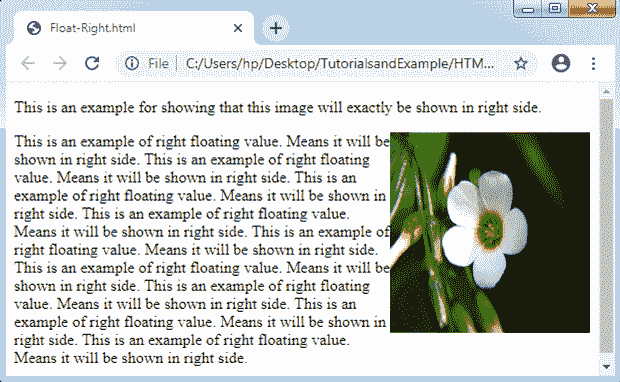 Float-Right.html
File
C:/Users/hp/Desktop/TutorialsandExample/HTM...
This is an example for showing that this image will exactly be shown in right side.
This is an example of right floating value. Means it will be
shown in right side. This is an example of right floating
value. Means it will be shown in right side. This is an
example of right floating value. Means it will be shown in
right side. This is an example of right floating value.
Means it will be shown in right side. This is an example of
right floating value. Means it will be shown in right side.
This is an example of right floating value. Means it will be
shown in right side. This is an example of right floating
value. Means it will be shown in right side. This is an
example of right floating value. Means it will be shown in
right side. This is an example of right floating value.
Means it will be shown in right side.